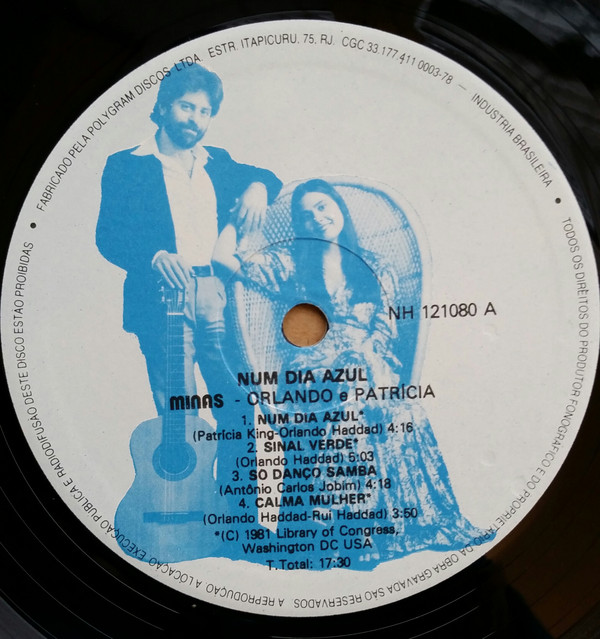 • FABRICADO PELA POLYGRAM DISCOS LTDA. ESTR. ITAPICURU, 75, RJ. CGC 33.177.411.0003-78 — INDUSTRIA BRASILEIRA •
TODOS OS DIREITOS DO PRODUTOR FONOGRÁFICO E DO PROPRIETÁRIO DA OBRA GRAVADA SÃO RESERVADOS. A REPRODUÇÃO A LOCAÇÃO EXECUÇÃO PUBLICA E RADIODIFUSÃO DESTE DISCO ESTÃO PROIBIDAS
NH 121080 A
NUM DIA AZUL
MINAS - ORLANDO e PATRÍCIA
1. NUM DIA AZUL*
(Patrícia King-Orlando Haddad) 4:16
2. SINAL VERDE*
(Orlando Haddad) 5:03
3. SO DANÇO SAMBA
(Antônio Carlos Jobim) 4:18
4. CALMA MULHER*
(Orlando Haddad-Rui Haddad) 3:50
*(C) 1981 Library of Congress,
Washington DC USA
T.Total: 17:30